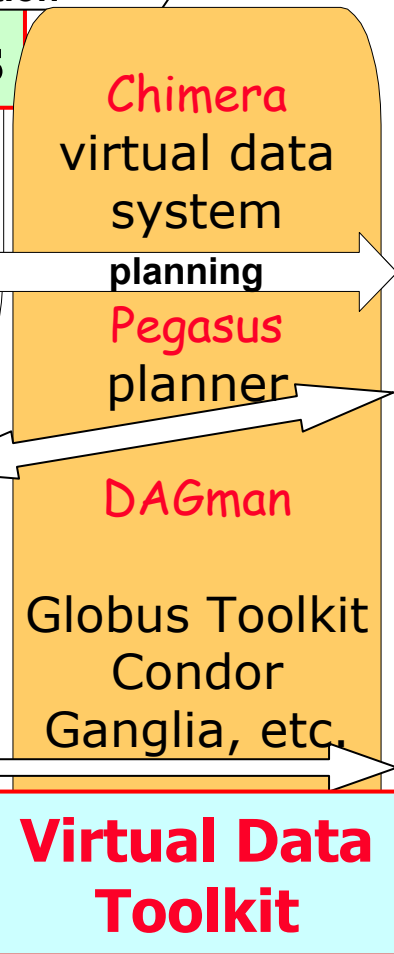 Chimera
virtual data
system
planning
Pegasus
planner
DAGman
Globus Toolkit
Condor
Ganglia, etc.
Virtual Data
Toolkit